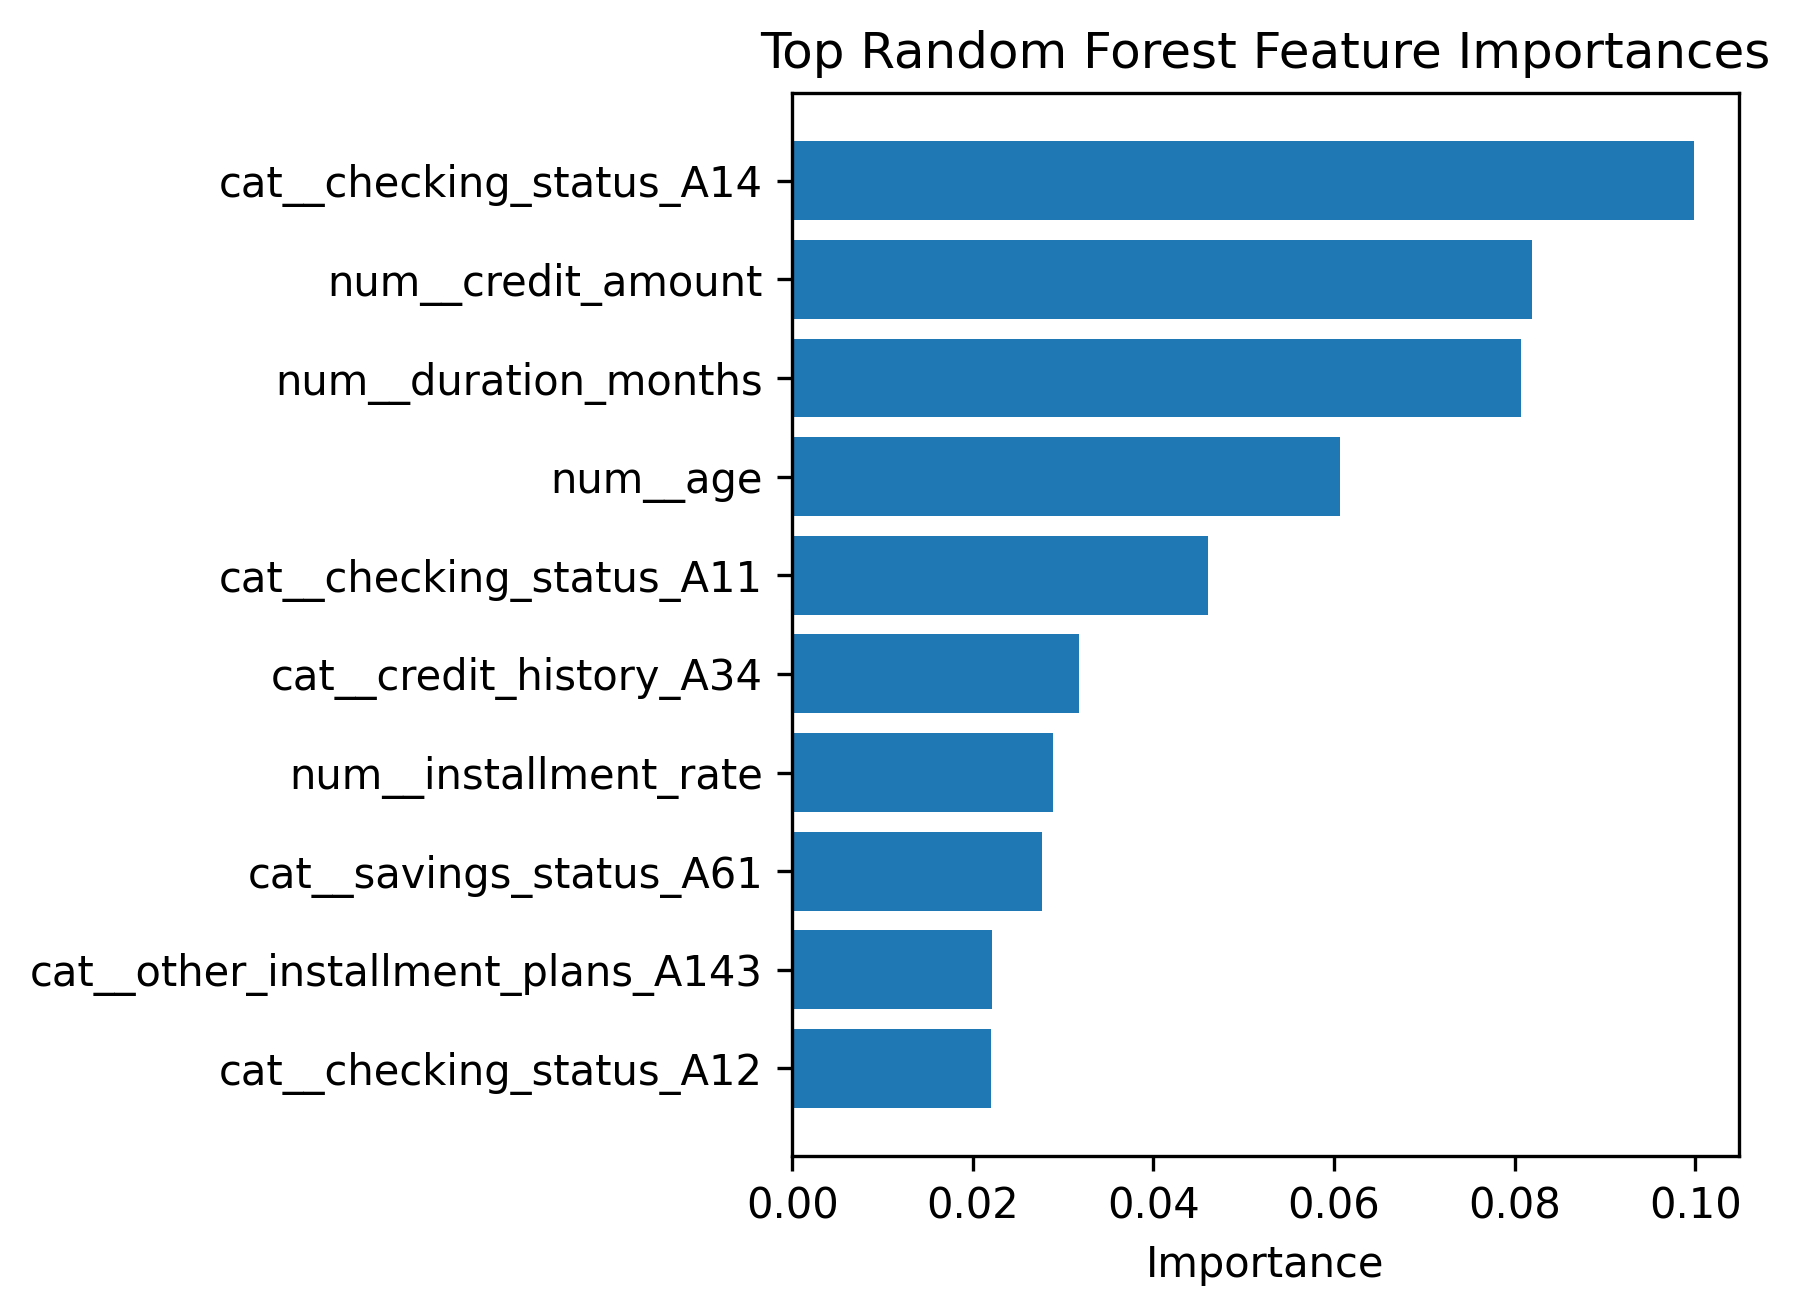 Top Random Forest Feature Importances
cat__checking_status_A14
num__credit_amount
num__duration_months
num__age
cat__checking_status_A11
cat__credit_history_A34
num__installment_rate
cat__savings_status_A61
cat__other_installment_plans_A143
cat__checking_status_A12
0.00 0.02 0.04 0.06 0.08 0.10
Importance